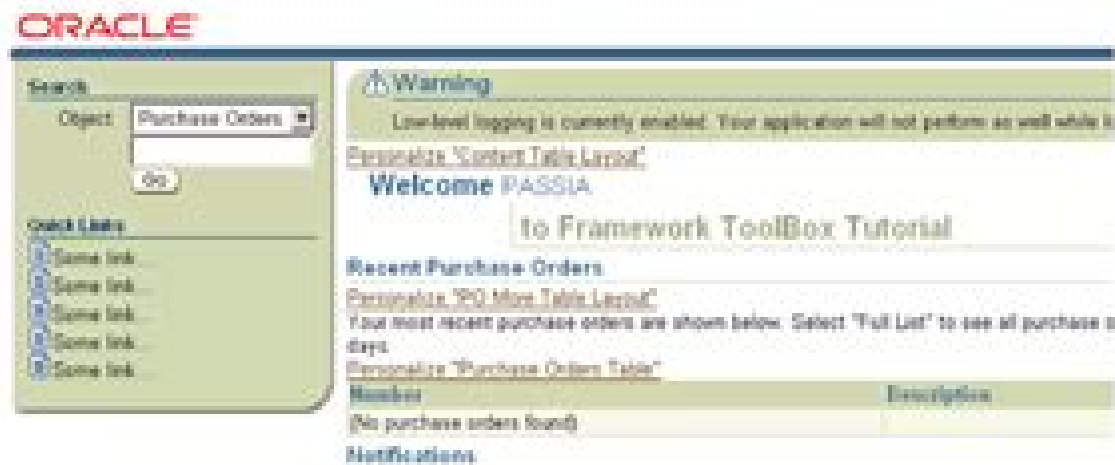 ORACLE
Search
Object Purchase Orders
Go
Quick Links
Some link...
Some link...
Some link...
Some link...
Some link...
Warning
Low-level logging is currently enabled. Your application will not perform as well while
Personalize "Content Table Layout"
Welcome PASSIA
to Framework ToolBox Tutorial
Recent Purchase Orders
Personalize "PO More Table Layout"
Your most recent purchase orders are shown below. Select "Full List" to see all purchase
days.
Personalize "Purchase Orders Table"
Number Description
(No purchase orders found)
Notifications